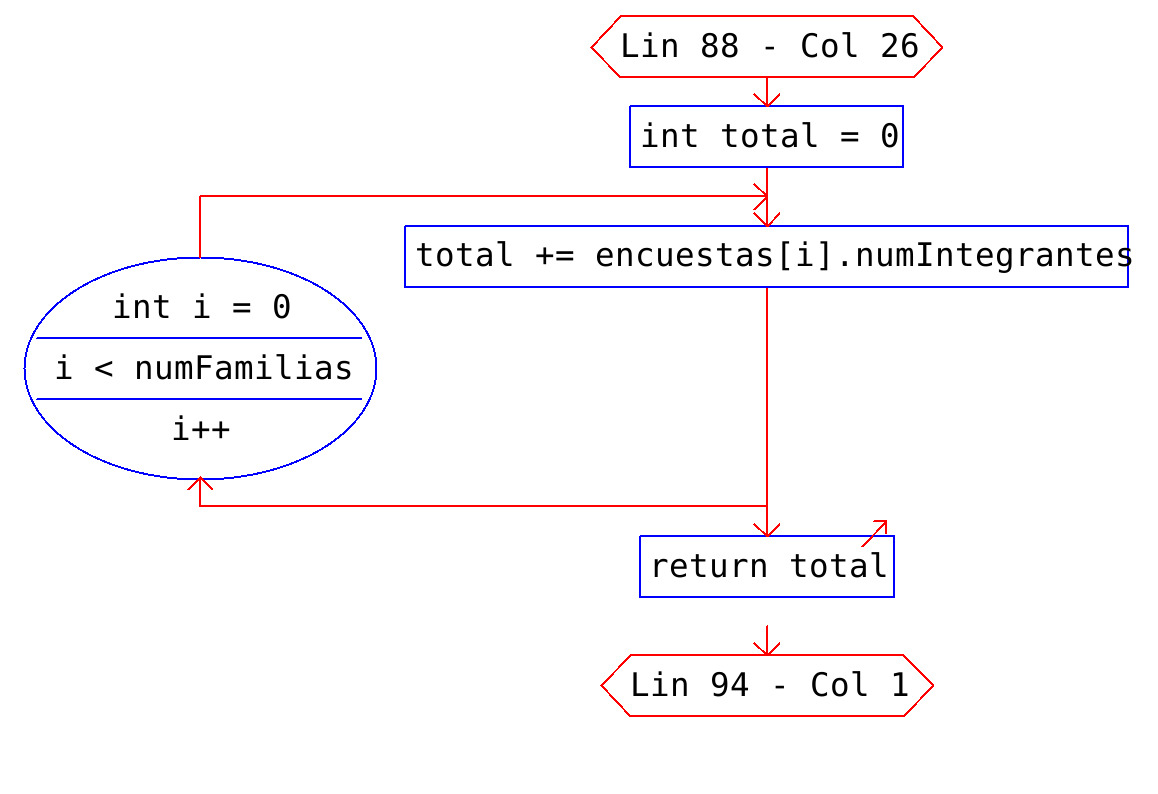 Lin 88 - Col 26
int total = 0
total += encuestas[i].numIntegrantes
int i = 0
i < numFamilias
i++
return total
Lin 94 - Col 1